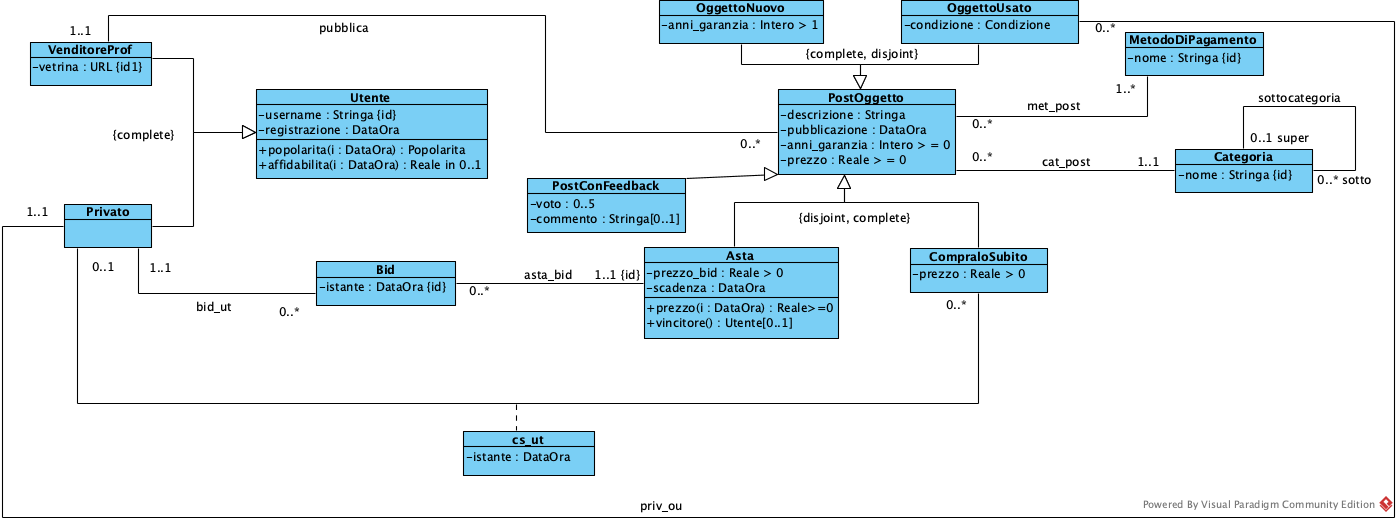 OggettoNuovo
-anni_garanzia : Intero > 1
OggettoUsato
-condizione : Condizione
0..*
pubblica
1..1
VenditoreProf
-vetrina : URL {id1}
{complete, disjoint}
MetodoDiPagamento
-nome : Stringa {id}
1..*
met_post
0..*
Utente
-username : Stringa {id}
-registrazione : DataOra
+popolarita(i : DataOra) : Popolarita
+affidabilita(i : DataOra) : Reale in 0..1
{complete}
PostOggetto
-descrizione : Stringa
-pubblicazione : DataOra
-anni_garanzia : Intero > = 0
-prezzo : Reale > = 0
0..*
sottocategoria
0..1 super
Categoria
-nome : Stringa {id}
0..* sotto
0..*
cat_post
1..1
PostConFeedback
-voto : 0..5
-commento : Stringa[0..1]
{disjoint, complete}
1..1
Privato
0..1
1..1
bid_ut
0..*
Bid
-istante : DataOra {id}
0..*
asta_bid
1..1 {id}
Asta
-prezzo_bid : Reale > 0
-scadenza : DataOra
+prezzo(i : DataOra) : Reale>=0
+vincitore() : Utente[0..1]
CompraloSubito
-prezzo : Reale > 0
0..*
cs_ut
-istante : DataOra
priv_ou
Powered By Visual Paradigm Community Edition